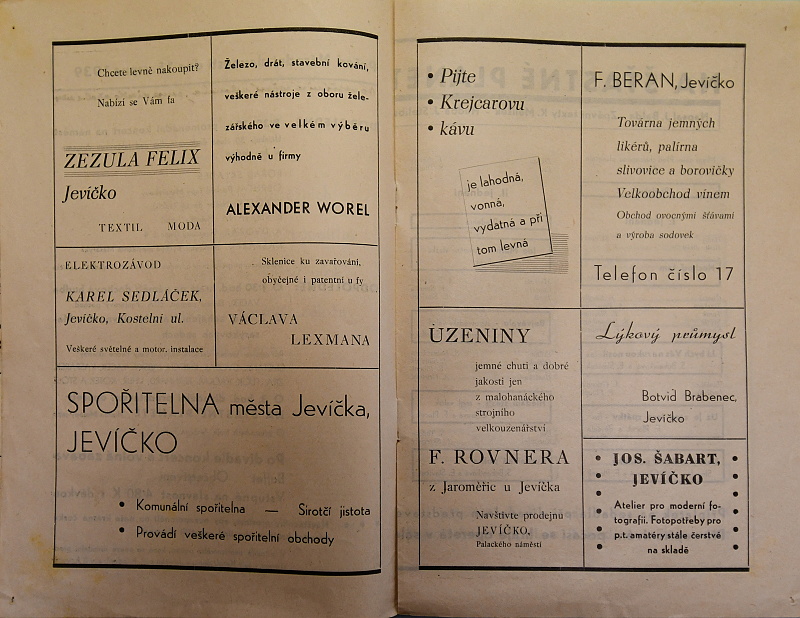 Chcete levně nakoupit?
Nabízí se Vám fa
ZEZULA FELIX
Jevíčko
TEXTIL MODA
Železo, drát, stavební kování,
veškeré nástroje z oboru žele-
zářského ve velkém výběru
výhodně u firmy
ALEXANDER WOREL
ELEKTROZÁVOD
KAREL SEDLÁČEK,
Jevíčko, Kostelní ul.
Veškeré světelné a motor. instalace
Sklenice ku zavařování,
obyčejné i patentní u fy
VÁCLAVA
LEXMANA
SPOŘITELNA města Jevíčka,
JEVÍČKO
• Komunální spořitelna — Sirotčí jistota
• Provádí veškeré spořitelní obchody
• Pijte
• Krejcarovu
• kávu
je lahodná,
vonná,
vydatná a při
tom levná
F. BERAN, Jevíčko
Továrna jemných
likérů, palírna
slivovice a borovičky
Velkoobchod vínem
Obchod ovocnými šťávami
a výroba sodovek
Telefon číslo 17
UZENINY
jemné chuti a dobré
jakosti jen
z malohanáckého
strojního
velkouzenářství
F. ROVNERA
z Jaroměřic u Jevíčka
Navštivte prodejnu
JEVÍČKO,
Palackého náměstí
Lýkový průmysl
Botvid Brabenec,
Jevíčko
JOS. ŠABART,
JEVÍČKO
Atelier pro moderní fo-
tografii. Fotopotřeby pro
p.t. amatéry stále čerstvé
na skladě